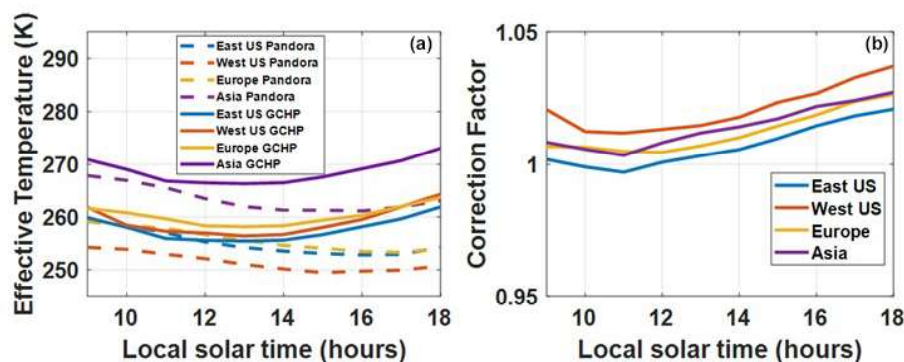 Effective Temperature (K)
290
280
270
260
250
(a)
East US Pandora
West US Pandora
Europe Pandora
Asia Pandora
East US GCHP
West US GCHP
Europe GCHP
Asia GCHP
10 12 14 16 18
Local solar time (hours)
Correction Factor
1.05
1
0.95
(b)
East US
West US
Europe
Asia
10 12 14 16 18
Local solar time (hours)